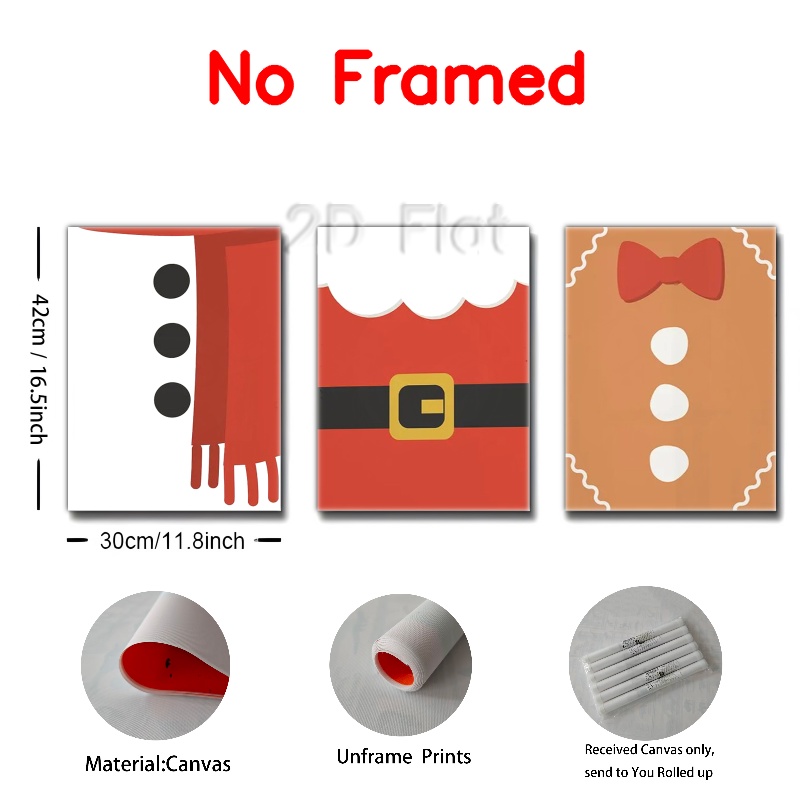 No Framed
2D Flat
42cm / 16.5inch
30cm/11.8inch
Material:Canvas
Unframe Prints
Received Canvas only,
send to You Rolled up